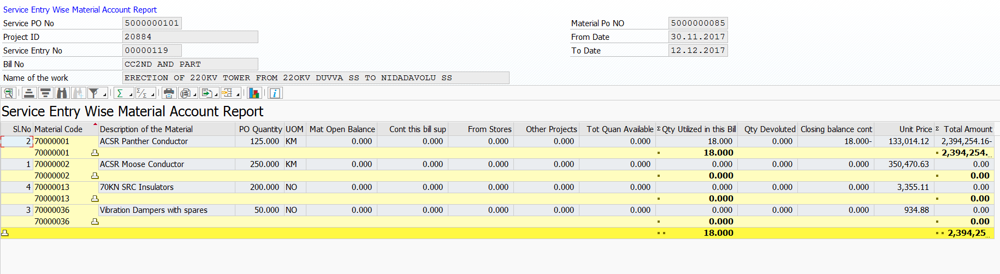 Service Entry Wise Material Account Report
Service PO No 5000000101 Material Po NO 5000000085
Project ID 20884 From Date 30.11.2017
Service Entry No 00000119 To Date 12.12.2017
Bill No CC2ND AND PART
Name of the work ERECTION OF 220KV TOWER FROM 22OKV DUVVA SS TO NIDADAVOLU SS
Service Entry Wise Material Account Report
Sl.No Material Code Description of the Material PO Quantity UOM Mat Open Balance Cont this bill sup From Stores Other Projects Tot Quan Available Σ Qty Utilized in this Bill Qty Devoluted Closing balance cont Unit Price Σ Total Amount
2 70000001 ACSR Panther Conductor 125.000 KM 0.000 0.000 0.000 0.000 0.000 18.000 0.000 18.000- 133,014.12 2,394,254.16-
70000001 18.000 2,394,254....
1 70000002 ACSR Moose Conductor 250.000 KM 0.000 0.000 0.000 0.000 0.000 0.000 0.000 0.000 350,470.63 0.00
70000002 0.000 0.00
4 70000013 70KN SRC Insulators 200.000 NO 0.000 0.000 0.000 0.000 0.000 0.000 0.000 0.000 3,355.11 0.00
70000013 0.000 0.00
3 70000036 Vibration Dampers with spares 50.000 NO 0.000 0.000 0.000 0.000 0.000 0.000 0.000 0.000 934.88 0.00
70000036 0.000 0.00
18.000 2,394,25...